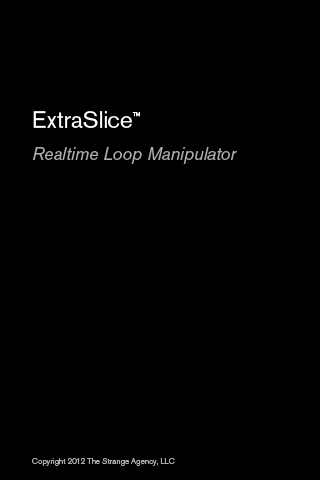 ExtraSlice™
Realtime Loop Manipulator
Copyright 2012 The Strange Agency, LLC